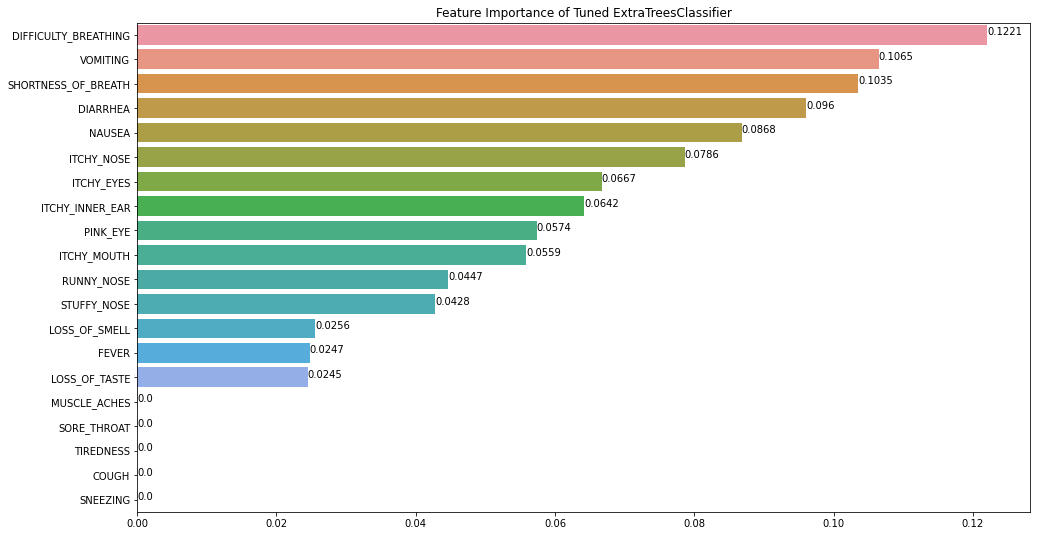 Feature Importance of Tuned ExtraTreesClassifier
DIFFICULTY_BREATHING 0.1221
VOMITING 0.1065
SHORTNESS_OF_BREATH 0.1035
DIARRHEA 0.096
NAUSEA 0.0868
ITCHY_NOSE 0.0786
ITCHY_EYES 0.0667
ITCHY_INNER_EAR 0.0642
PINK_EYE 0.0574
ITCHY_MOUTH 0.0559
RUNNY_NOSE 0.0447
STUFFY_NOSE 0.0428
LOSS_OF_SMELL 0.0256
FEVER 0.0247
LOSS_OF_TASTE 0.0245
MUSCLE_ACHES 0.0
SORE_THROAT 0.0
TIREDNESS 0.0
COUGH 0.0
SNEEZING 0.0
0.00 0.02 0.04 0.06 0.08 0.10 0.12